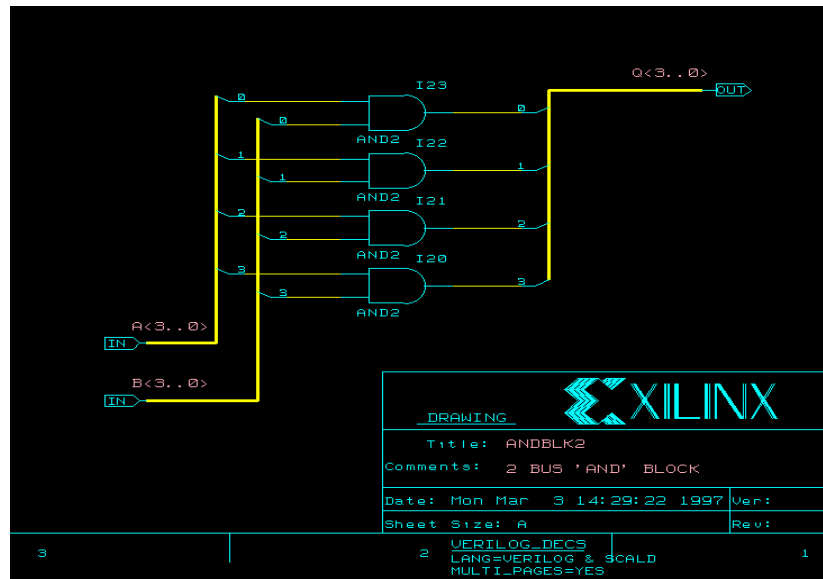 Q<3..0>
I23
OUT
0
0
0
AND2 I22
1
1
1
AND2 I21
2
2
2
AND2 I20
3
3
3
AND2
A<3..0>
IN
B<3..0>
IN
XILINX
DRAWING
Title: ANDBLK2
Comments: 2 BUS 'AND' BLOCK
Date: Mon Mar 3 14:29:22 1997 Ver:
Sheet Size: A Rev:
3 2 1
VERILOG_DECS
LANG=VERILOG & SCALD
MULTI_PAGES=YES